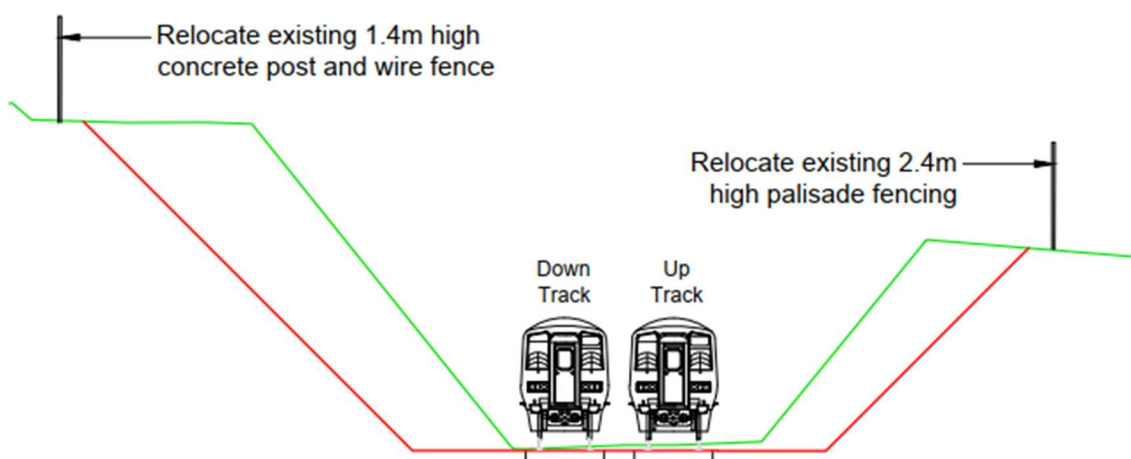 Relocate existing 1.4m high
concrete post and wire fence
Relocate existing 2.4m
high palisade fencing
Down
Track
Up
Track